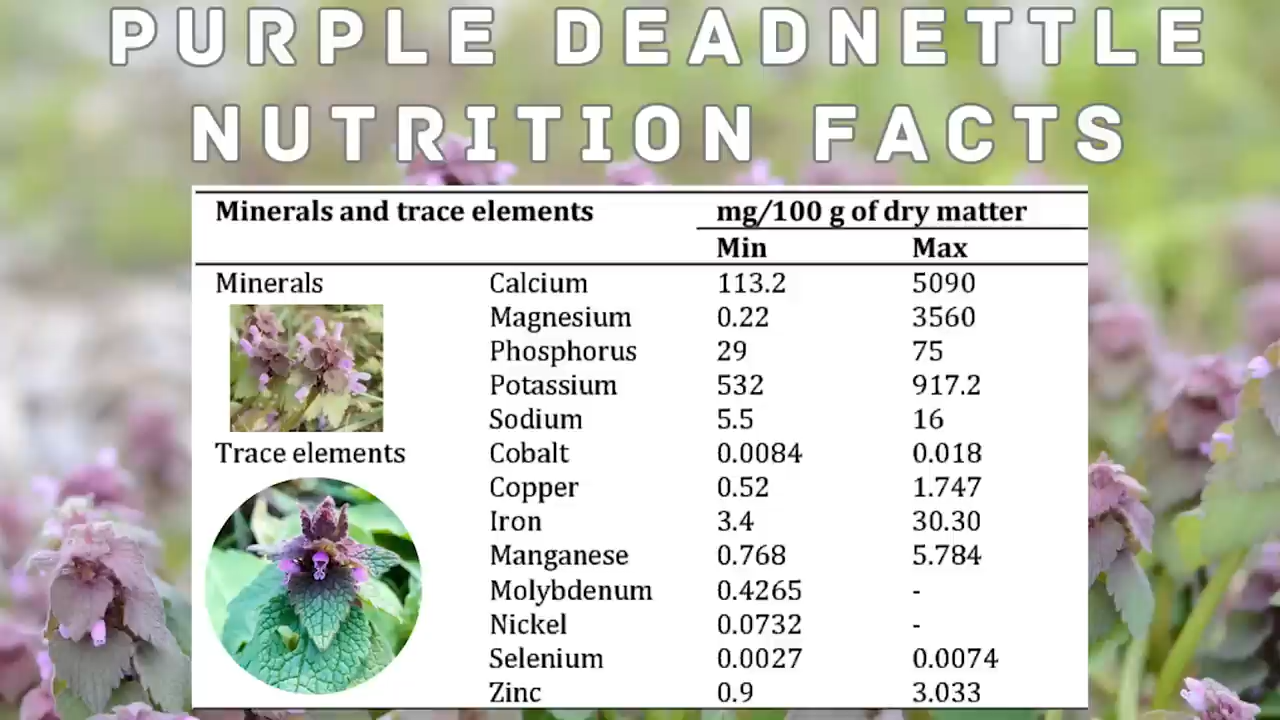 PURPLE DEADNETTLE
NUTRITION FACTS
Minerals and trace elements mg/100 g of dry matter
Min Max
Minerals Calcium 113.2 5090
Magnesium 0.22 3560
Phosphorus 29 75
Potassium 532 917.2
Sodium 5.5 16
Trace elements Cobalt 0.0084 0.018
Copper 0.52 1.747
Iron 3.4 30.30
Manganese 0.768 5.784
Molybdenum 0.4265 -
Nickel 0.0732 -
Selenium 0.0027 0.0074
Zinc 0.9 3.033